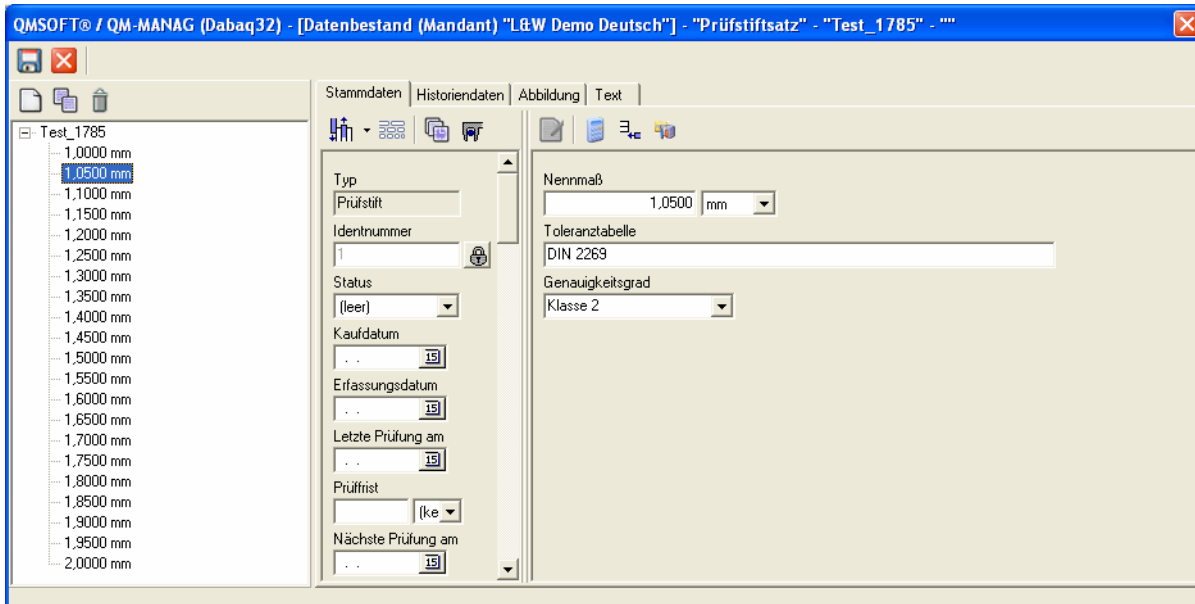 QMSOFT® / QM-MANAG (Dabaq32) - [Datenbestand (Mandant) "L&W Demo Deutsch"] - "Prüfstiftsatz" - "Test_1785" - ""
Test_1785
1,0000 mm
1,0500 mm
1,1000 mm
1,1500 mm
1,2000 mm
1,2500 mm
1,3000 mm
1,3500 mm
1,4000 mm
1,4500 mm
1,5000 mm
1,5500 mm
1,6000 mm
1,6500 mm
1,7000 mm
1,7500 mm
1,8000 mm
1,8500 mm
1,9000 mm
1,9500 mm
2,0000 mm
Stammdaten Historiendaten Abbildung Text
Typ
Prüfstift
Identnummer
1
Status
(leer)
Kaufdatum
. . 15
Erfassungsdatum
. . 15
Letzte Prüfung am
. . 15
Prüffrist
(ke
Nächste Prüfung am
. . 15
Nennmaß
1,0500 mm
Toleranztabelle
DIN 2269
Genauigkeitsgrad
Klasse 2